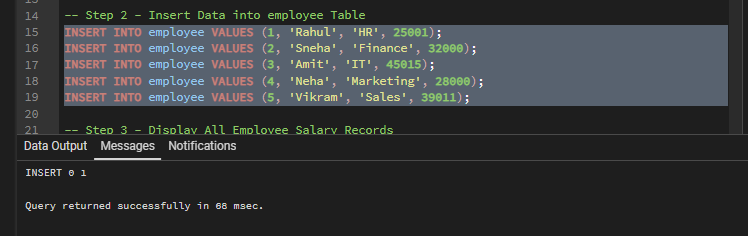 14 -- Step 2 - Insert Data into employee Table
15 INSERT INTO employee VALUES (1, 'Rahul', 'HR', 25001);
16 INSERT INTO employee VALUES (2, 'Sneha', 'Finance', 32000);
17 INSERT INTO employee VALUES (3, 'Amit', 'IT', 45015);
18 INSERT INTO employee VALUES (4, 'Neha', 'Marketing', 28000);
19 INSERT INTO employee VALUES (5, 'Vikram', 'Sales', 39011);
20
21 -- Step 3 - Display All Employee Salary Records
Data Output Messages Notifications
INSERT 0 1
Query returned successfully in 68 msec.